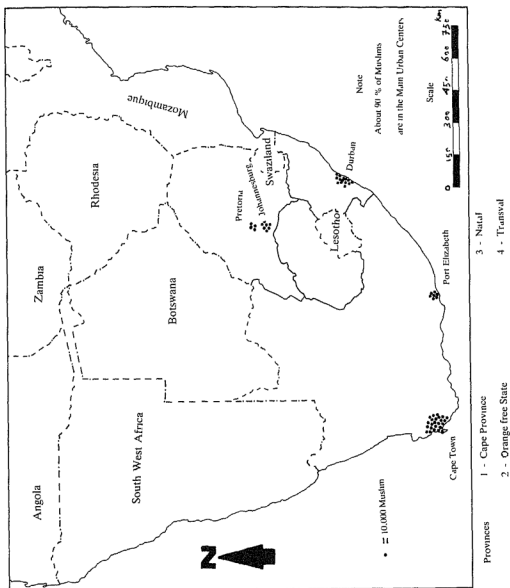 Angola
Zambia
Rhodesia
Mozambique
South West Africa
Botswana
Pretoria
Johannesburg
Swaziland
Lesotho
Durban
Port Elizabeth
Cape Town
N
• = 10.000 Muslim
Note
About 90 % of Muslims
are in the Main Urban Centers
Scale
0 150 300 450 600 750 Km
Provinces
1 - Cape Province
2 - Orange free State
3 - Natal
4 - Transval